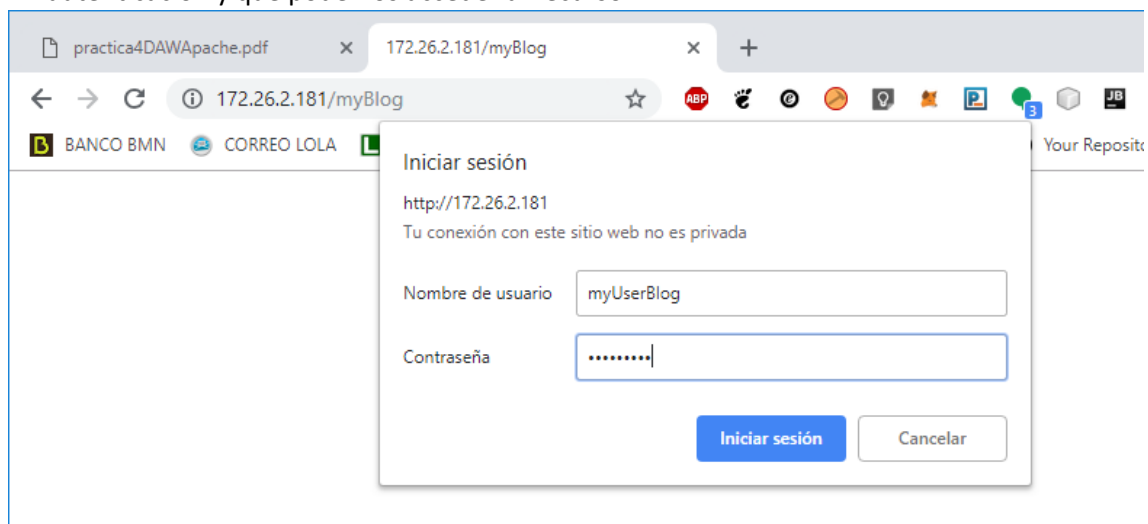 practica4DAWApache.pdf
172.26.2.181/myBlog
172.26.2.181/myBlog
ABP
3
JB
B BANCO BMN
CORREO LOLA
L
Your Reposito
Iniciar sesión
http://172.26.2.181
Tu conexión con este sitio web no es privada
Nombre de usuario myUserBlog
Contraseña •••••••••
Iniciar sesión
Cancelar